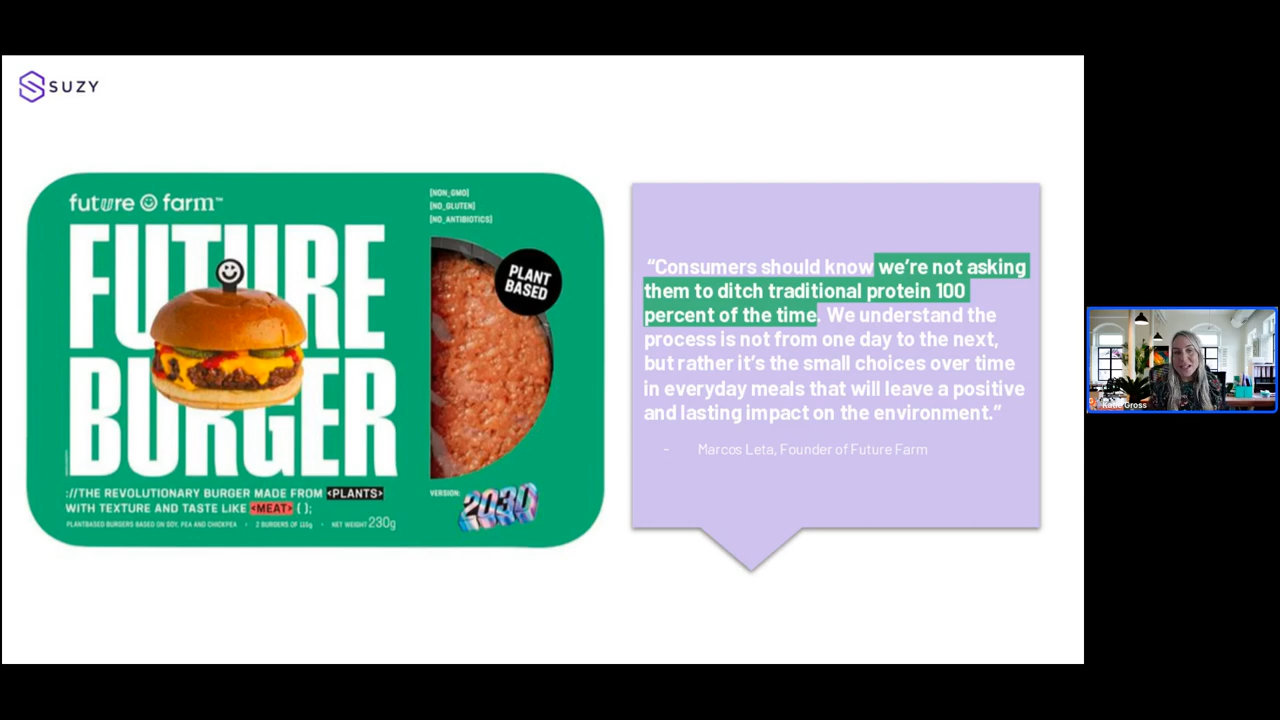 SUZY
future farm™
FUTURE
BURGER
[NON_GMO]
[NO_GLUTEN]
[NO_ANTIBIOTICS]
PLANT
BASED
://THE REVOLUTIONARY BURGER MADE FROM <PLANTS>
WITH TEXTURE AND TASTE LIKE <MEAT> { };
PLANTBASED BURGERS BASED ON SOY, PEA AND CHICKPEA • 2 BURGERS OF 115g • NET WEIGHT 230g
VERSION:
2030
“Consumers should know we’re not asking
them to ditch traditional protein 100
percent of the time. We understand the
process is not from one day to the next,
but rather it’s the small choices over time
in everyday meals that will leave a positive
and lasting impact on the environment.”
- Marcos Leta, Founder of Future Farm
Katie Gross